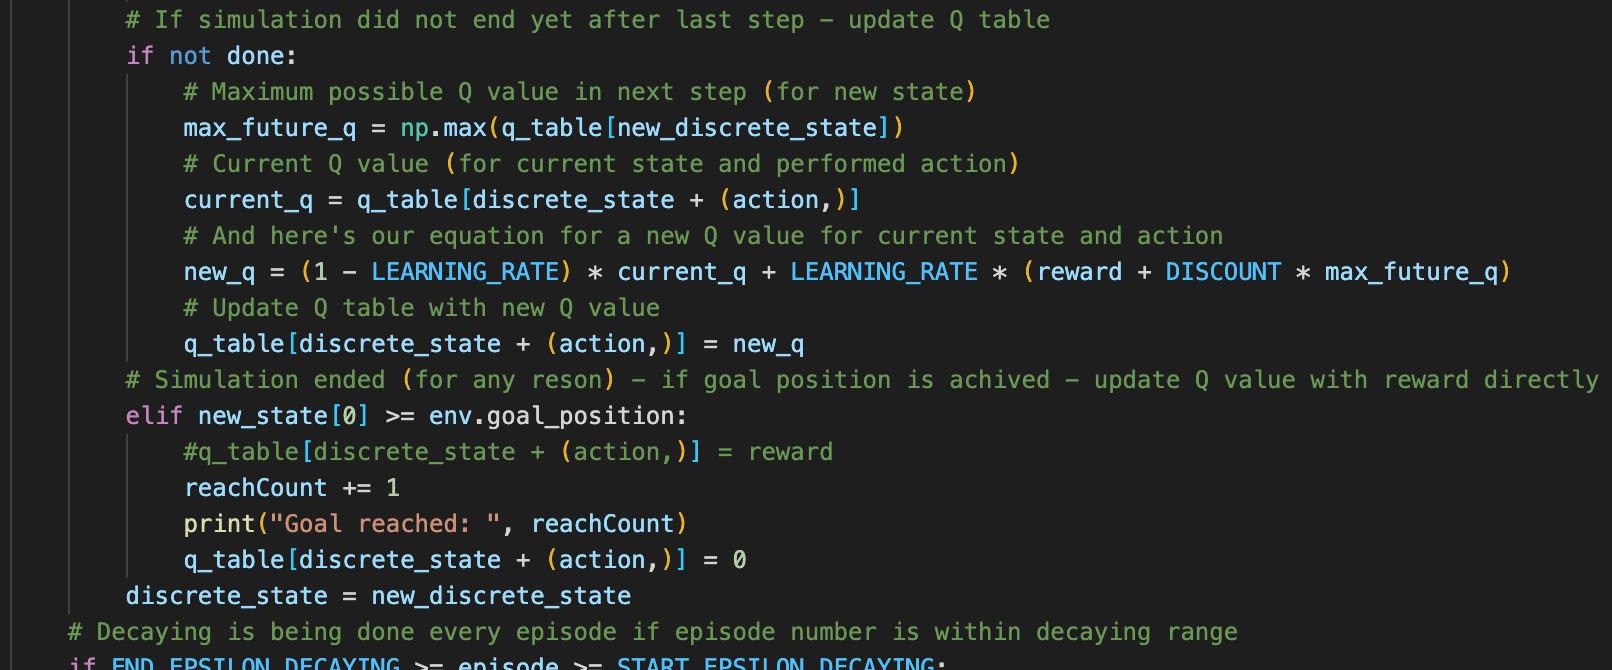 # If simulation did not end yet after last step - update Q table
if not done:
# Maximum possible Q value in next step (for new state)
max_future_q = np.max(q_table[new_discrete_state])
# Current Q value (for current state and performed action)
current_q = q_table[discrete_state + (action,)]
# And here's our equation for a new Q value for current state and action
new_q = (1 - LEARNING_RATE) * current_q + LEARNING_RATE * (reward + DISCOUNT * max_future_q)
# Update Q table with new Q value
q_table[discrete_state + (action,)] = new_q
# Simulation ended (for any reson) - if goal position is achived - update Q value with reward directly
elif new_state[0] >= env.goal_position:
#q_table[discrete_state + (action,)] = reward
reachCount += 1
print("Goal reached: ", reachCount)
q_table[discrete_state + (action,)] = 0
discrete_state = new_discrete_state
# Decaying is being done every episode if episode number is within decaying range
if END_EPSILON_DECAYING >= episode >= START_EPSILON_DECAYING: